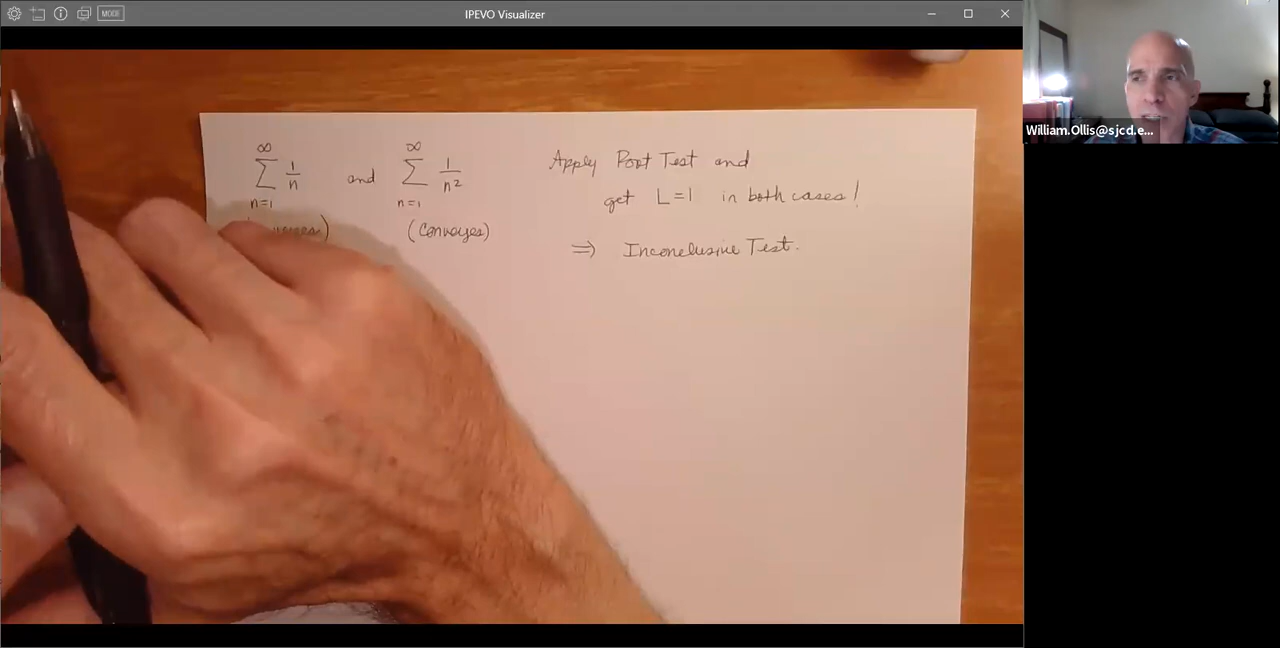 MODE
IPEVO Visualizer
William.Ollis@sjcd.e...
∞ ∑ n=1 1/n and ∞ ∑ n=1 1/n²
(Converges)
Apply Root Test and
get L=1 in both cases!
⇒ Inconclusive Test.